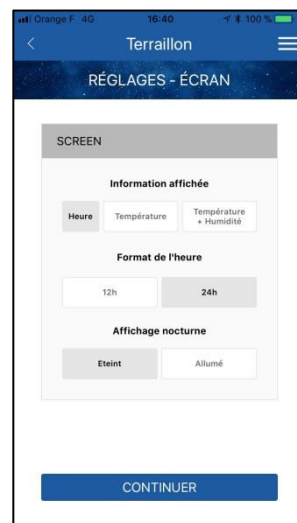 Orange F 4G 16:40 100 %
Terraillon
RÉGLAGES - ÉCRAN
SCREEN
Information affichée
Heure Température Température
+ Humidité
Format de l'heure
12h 24h
Affichage nocturne
Eteint Allumé
CONTINUER